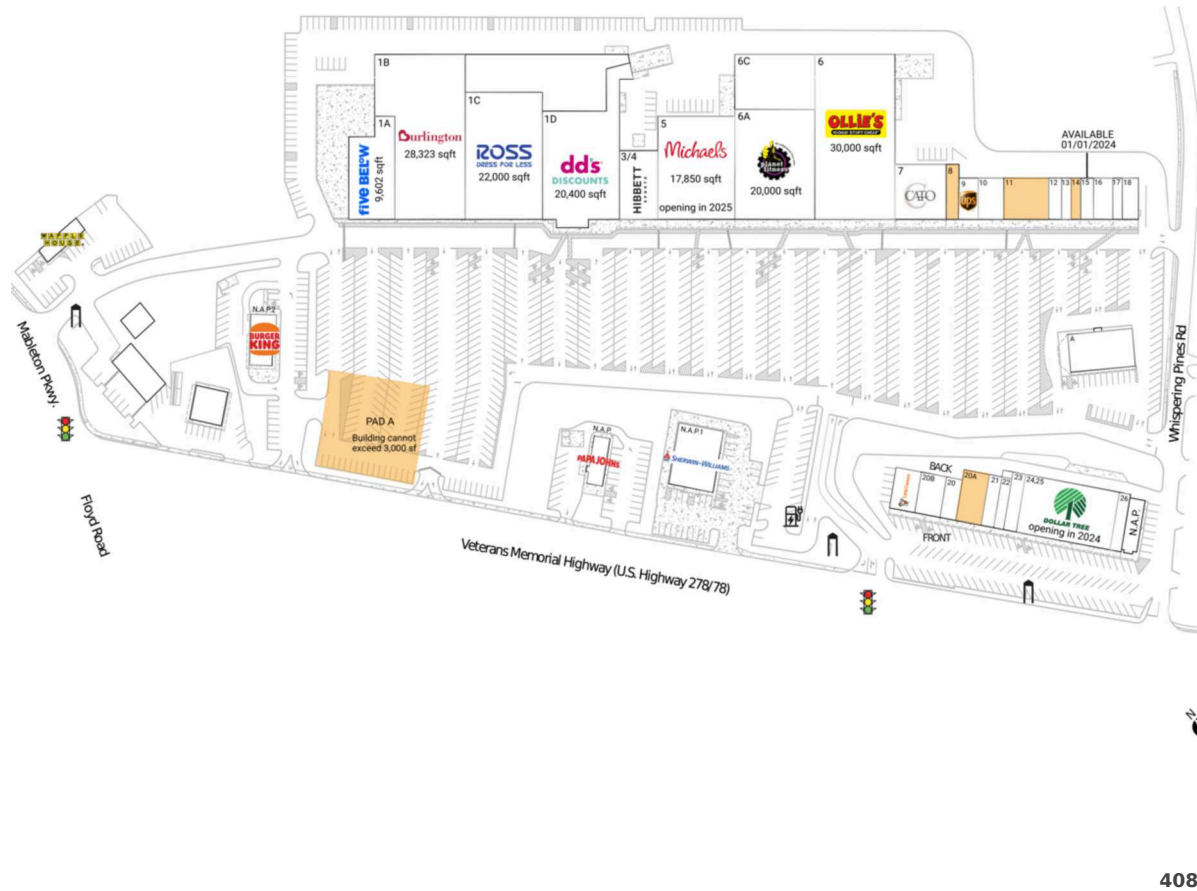 1B
6C
6
1C
1A
1D
Burlington
28,323 sqft
five BEL°W
9,602 sqft
ROSS
DRESS FOR LESS
22,000 sqft
dd's
DISCOUNTS
20,400 sqft
3/4
HIBBETT
SPORTS
5
Michaels
17,850 sqft
opening in 2025
6A
planet
fitness
20,000 sqft
OLLIE'S
30,000 sqft
AVAILABLE
01/01/2024
7
CATO
8
9
ups
10
11
12
13
14
15
16
17
18
WAFFLE
HOUSE
N.A.P.2
BURGER
KING
A
Mableton Pkwy.
Whispering Pines Rd
PAD A
Building cannot
exceed 3,000 sf
N.A.P.
PAPA JOHNS
N.A.P.1
SHERWIN-WILLIAMS
BACK
20B
20
20A
21
22
23
24,25
DOLLAR TREE
opening in 2024
26
N.A.P.
FRONT
Floyd Road
Veterans Memorial Highway (U.S. Highway 278/78)
N
408